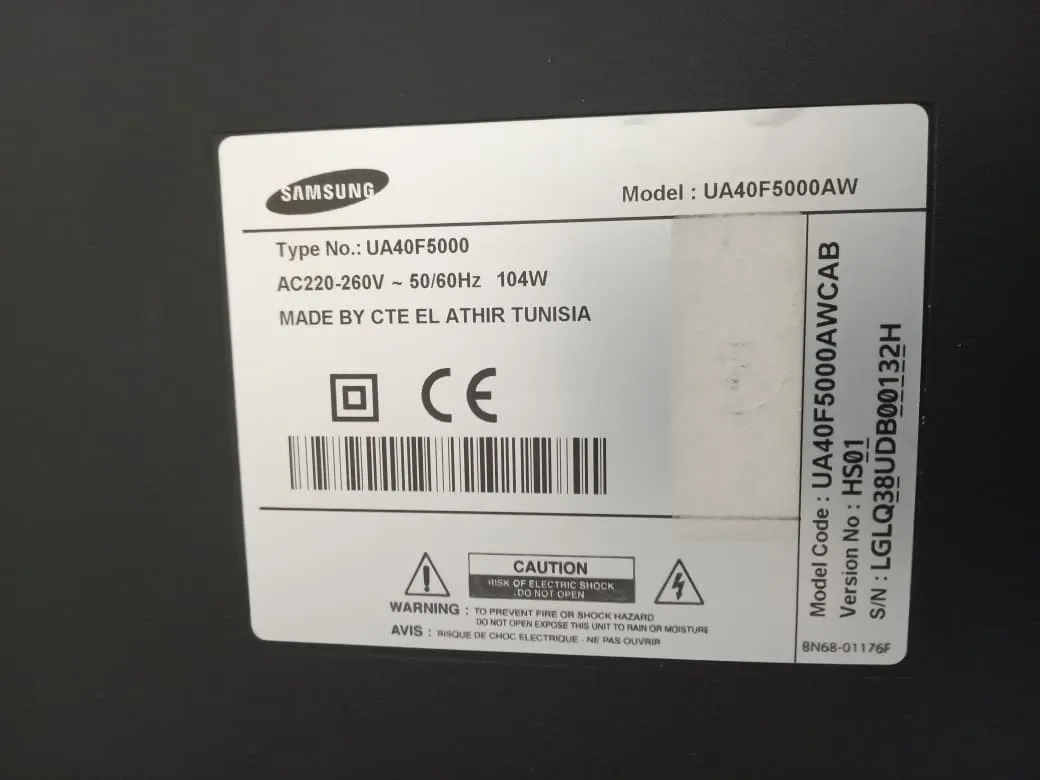 SAMSUNG
Model : UA40F5000AW
Type No.: UA40F5000
AC220-260V ~ 50/60Hz 104W
MADE BY CTE EL ATHIR TUNISIA
CE
CAUTION
RISK OF ELECTRIC SHOCK
DO NOT OPEN
WARNING : TO PREVENT FIRE OR SHOCK HAZARD
DO NOT OPEN EXPOSE THIS UNIT TO RAIN OR MOISTURE
AVIS : RISQUE DE CHOC ELECTRIQUE - NE PAS OUVRIR
Model Code : UA40F5000AWCAB
Version No : HS01
S/N : LGLQ38UDB00132H
BN68-01176F